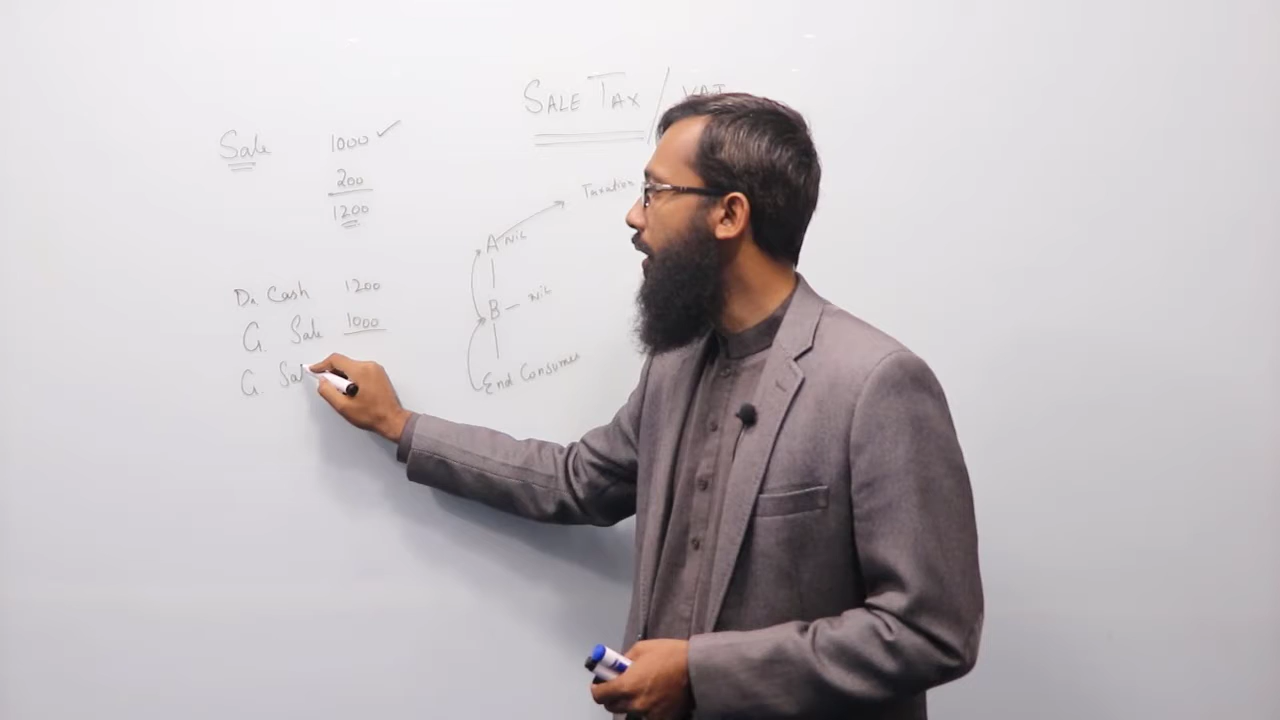 SALE TAX / VAT
Sale 1000 ✓
200
1200
Taxation
A NIL
B - NIL
End Consumer
Dr Cash 1200
Cr. Sale 1000
Cr. Sal